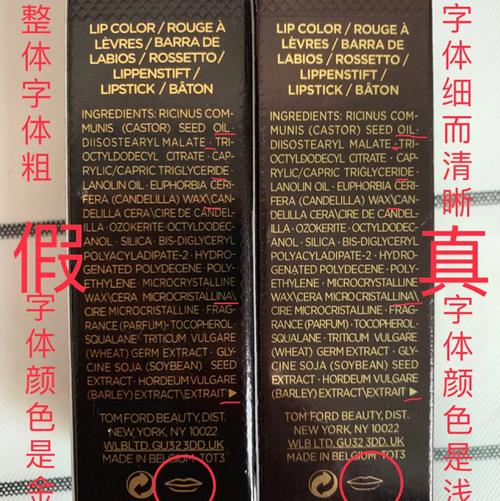 整体字体粗
假
字体颜色是金
LIP COLOR / ROUGE À
LÈVRES / BARRA DE
LABIOS / ROSSETTO /
LIPPENSTIFT /
LIPSTICK / BÂTON
INGREDIENTS: RICINUS COM-
MUNIS (CASTOR) SEED OIL ·
DIISOSTEARYL MALATE · TRI-
OCTYLDODECYL CITRATE · CAP-
RYLIC/CAPRIC TRIGLYCERIDE ·
LANOLIN OIL · EUPHORBIA CERI-
FERA (CANDELILLA) WAX\CAN-
DELILLA CERA\CIRE DE CANDEL-
ILLA · OZOKERITE · OCTYLDODEC-
ANOL · SILICA · BIS-DIGLYCERYL
POLYACYLADIPATE-2 · HYDRO-
GENATED POLYDECENE · POLY-
ETHYLENE · MICROCRYSTALLINE
WAX\CERA MICROCRISTALLINA\
CIRE MICROCRISTALLINE · FRAG-
RANCE (PARFUM) · TOCOPHEROL ·
SQUALANE · TRITICUM VULGARE
(WHEAT) GERM EXTRACT · GLY-
CINE SOJA (SOYBEAN) SEED
EXTRACT · HORDEUM VULGARE
(BARLEY) EXTRACT\EXTRAIT ▶
TOM FORD BEAUTY, DIST.
NEW YORK, NY 10022
WLB LTD. GU32 3DD. UK
MADE IN BELGIUM TOT3
LIP COLOR / ROUGE À
LÈVRES / BARRA DE
LABIOS / ROSSETTO /
LIPPENSTIFT /
LIPSTICK / BÂTON
INGREDIENTS: RICINUS COM-
MUNIS (CASTOR) SEED OIL ·
DIISOSTEARYL MALATE · TRI-
OCTYLDODECYL CITRATE · CAP-
RYLIC/CAPRIC TRIGLYCERIDE ·
LANOLIN OIL · EUPHORBIA CERI-
FERA (CANDELILLA) WAX\CAN-
DELILLA CERA\CIRE DE CANDEL-
ILLA · OZOKERITE · OCTYLDODEC-
ANOL · SILICA · BIS-DIGLYCERYL
POLYACYLADIPATE-2 · HYDRO-
GENATED POLYDECENE · POLY-
ETHYLENE · MICROCRYSTALLINE
WAX\CERA MICROCRISTALLINA\
CIRE MICROCRISTALLINE · FRAG-
RANCE (PARFUM) · TOCOPHEROL ·
SQUALANE · TRITICUM VULGARE
(WHEAT) GERM EXTRACT · GLY-
CINE SOJA (SOYBEAN) SEED
EXTRACT · HORDEUM VULGARE
(BARLEY) EXTRACT\EXTRAIT ▶
TOM FORD BEAUTY, DIST.
NEW YORK, NY 10022
WLB LTD. GU32 3DD. UK
MADE IN BELGIUM TOT3
字体细而清晰
真
字体颜色是浅